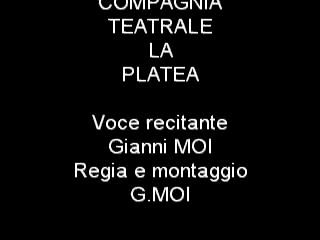 COMPAGNIA
TEATRALE
LA
PLATEA
Voce recitante
Gianni MOI
Regia e montaggio
G.MOI